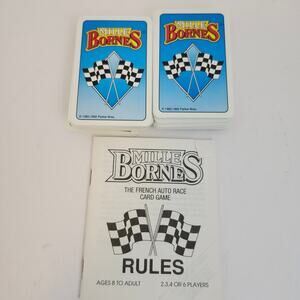 MILLE
BORNES
MILLE
BORNES
MILLE
BORNES
THE FRENCH AUTO RACE
CARD GAME
RULES
AGES 8 TO ADULT
2,3,4 OR 6 PLAYERS